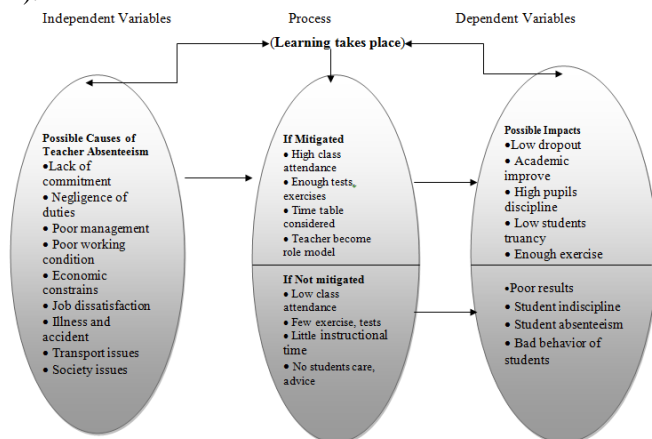 Independent Variables
Process
Dependent Variables
(Learning takes place)
Possible Causes of
Teacher Absenteeism
•Lack of
commitment
• Negligence of
duties
• Poor management
• Poor working
condition
• Economic
constrains
• Job dissatisfaction
• Illness and
accident
• Transport issues
• Society issues
If Mitigated
• High class
attendance
• Enough tests,
exercises
• Time table
considered
• Teacher become
role model
If Not mitigated
• Low class
attendance
• Few exercise, tests
• Little instructional
time
• No students care,
advice
Possible Impacts
•Low dropout
• Academic
improve
• High pupils
discipline
• Low students
truancy
• Enough exercise
•Poor results
• Student indiscipline
• Student absenteeism
• Bad behavior of
students